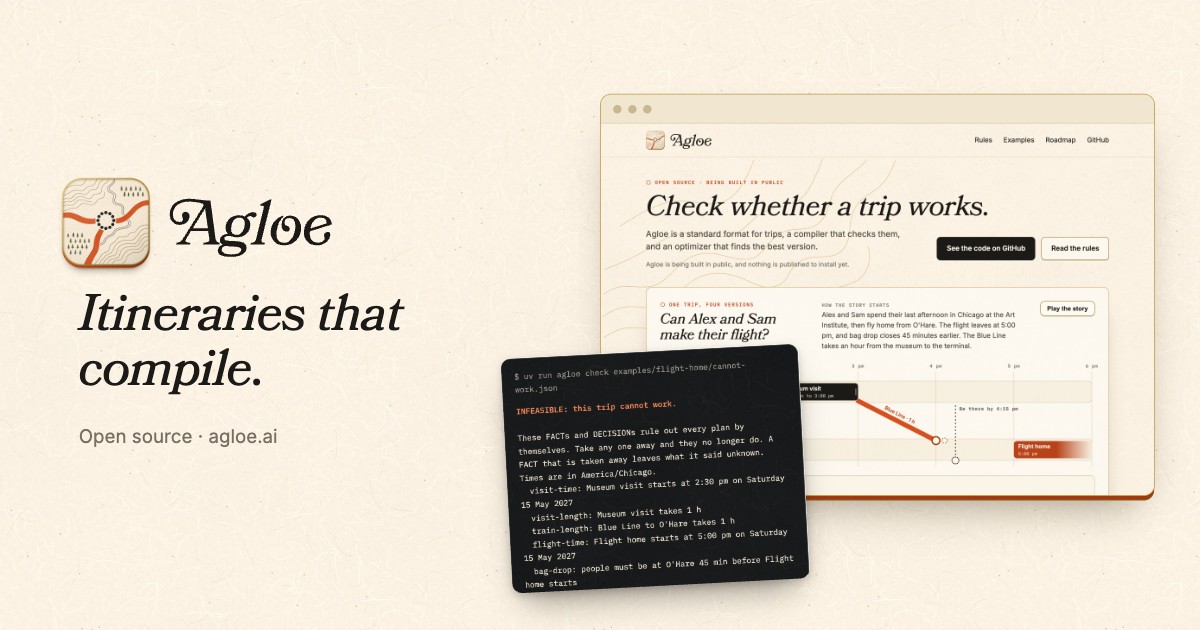 Agloe
Itineraries that
compile.
Open source · agloe.ai
Agloe
Rules Examples Roadmap GitHub
OPEN SOURCE · BEING BUILT IN PUBLIC
Check whether a trip works.
Agloe is a standard format for trips, a compiler that checks them,
and an optimizer that finds the best version.
Agloe is being built in public, and nothing is published to install yet.
See the code on GitHub
Read the rules
ONE TRIP, FOUR VERSIONS
Can Alex and Sam
make their flight?
HOW THE STORY STARTS
Alex and Sam spend their last afternoon in Chicago at the Art
Institute, then fly home from O'Hare. The flight leaves at 5:00
pm, and bag drop closes 45 minutes earlier. The Blue Line
takes an hour from the museum to the terminal.
Play the story
3 pm 4 pm 5 pm 6 pm
um visit
to 3:30 pm
Blue Line · 1 h
Be there by 4:15 pm
Flight home
5:00 pm
$ uv run agloe check examples/flight-home/cannot-
work.json
INFEASIBLE: this trip cannot work.
These FACTs and DECISIONs rule out every plan by
themselves. Take any one away and they no longer do. A
FACT that is taken away leaves what it said unknown.
Times are in America/Chicago.
visit-time: Museum visit starts at 2:30 pm on Saturday
15 May 2027
visit-length: Museum visit takes 1 h
train-length: Blue Line to O'Hare takes 1 h
flight-time: Flight home starts at 5:00 pm on Saturday
15 May 2027
bag-drop: people must be at O'Hare 45 min before Flight
home starts